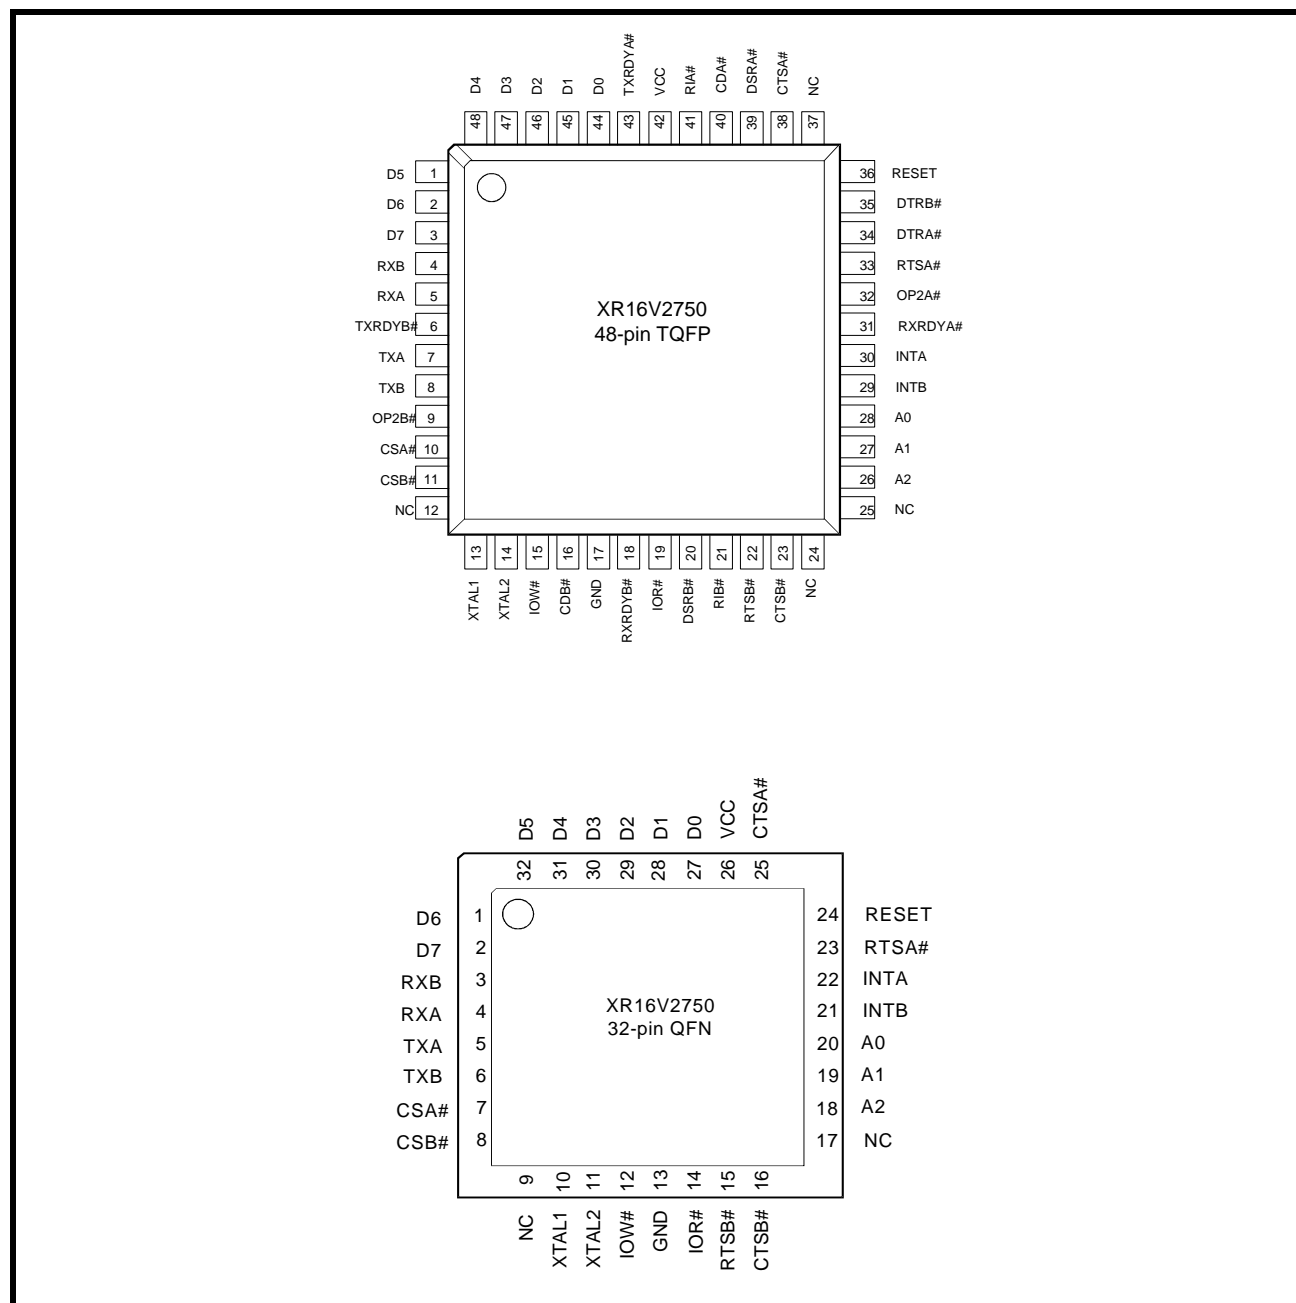 D4 D3 D2 D1 D0 TXRDYA# VCC RIA# CDA# DSRA# CTSA# NC
48 47 46 45 44 43 42 41 40 39 38 37
D5 1 36 RESET
D6 2 35 DTRB#
D7 3 34 DTRA#
RXB 4 33 RTSA#
RXA 5 32 OP2A#
XR16V2750
48-pin TQFP
TXRDYB# 6 31 RXRDYA#
TXA 7 30 INTA
TXB 8 29 INTB
OP2B# 9 28 A0
CSA# 10 27 A1
CSB# 11 26 A2
NC 12 25 NC
13 14 15 16 17 18 19 20 21 22 23 24
XTAL1 XTAL2 IOW# CDB# GND RXRDYB# IOR# DSRB# RIB# RTSB# CTSB# NC
D5 D4 D3 D2 D1 D0 VCC CTSA#
32 31 30 29 28 27 26 25
D6 1 24 RESET
D7 2 23 RTSA#
RXB 3 22 INTA
XR16V2750
32-pin QFN
RXA 4 21 INTB
TXA 5 20 A0
TXB 6 19 A1
CSA# 7 18 A2
CSB# 8 17 NC
9 10 11 12 13 14 15 16
NC XTAL1 XTAL2 IOW# GND IOR# RTSB# CTSB#